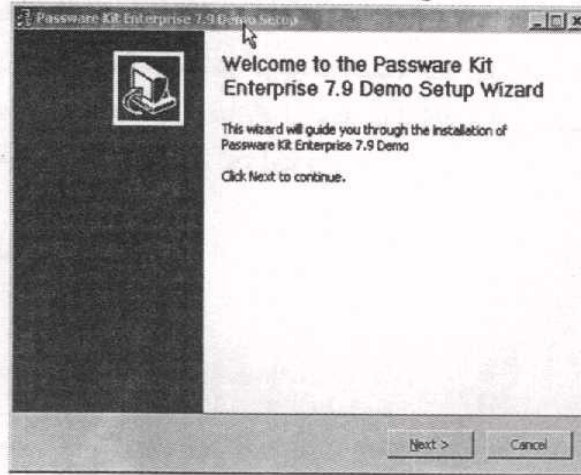 Passware Kit Enterprise 7.9 Demo Setup
Welcome to the Passware Kit
Enterprise 7.9 Demo Setup Wizard
This wizard will guide you through the installation of
Passware Kit Enterprise 7.9 Demo
Click Next to continue.
Next >
Cancel